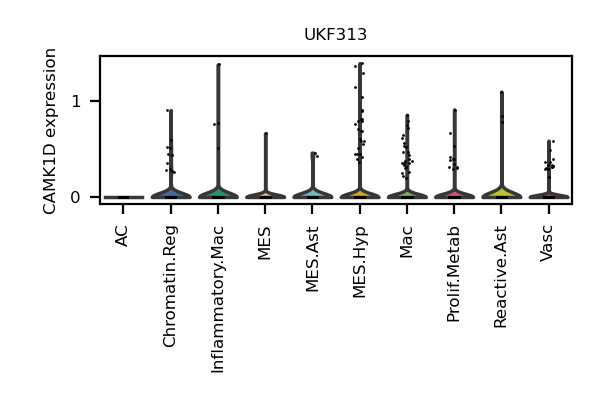 UKF313
CAMK1D expression
1
0
AC
Chromatin.Reg
Inflammatory.Mac
MES
MES.Ast
MES.Hyp
Mac
Prolif.Metab
Reactive.Ast
Vasc